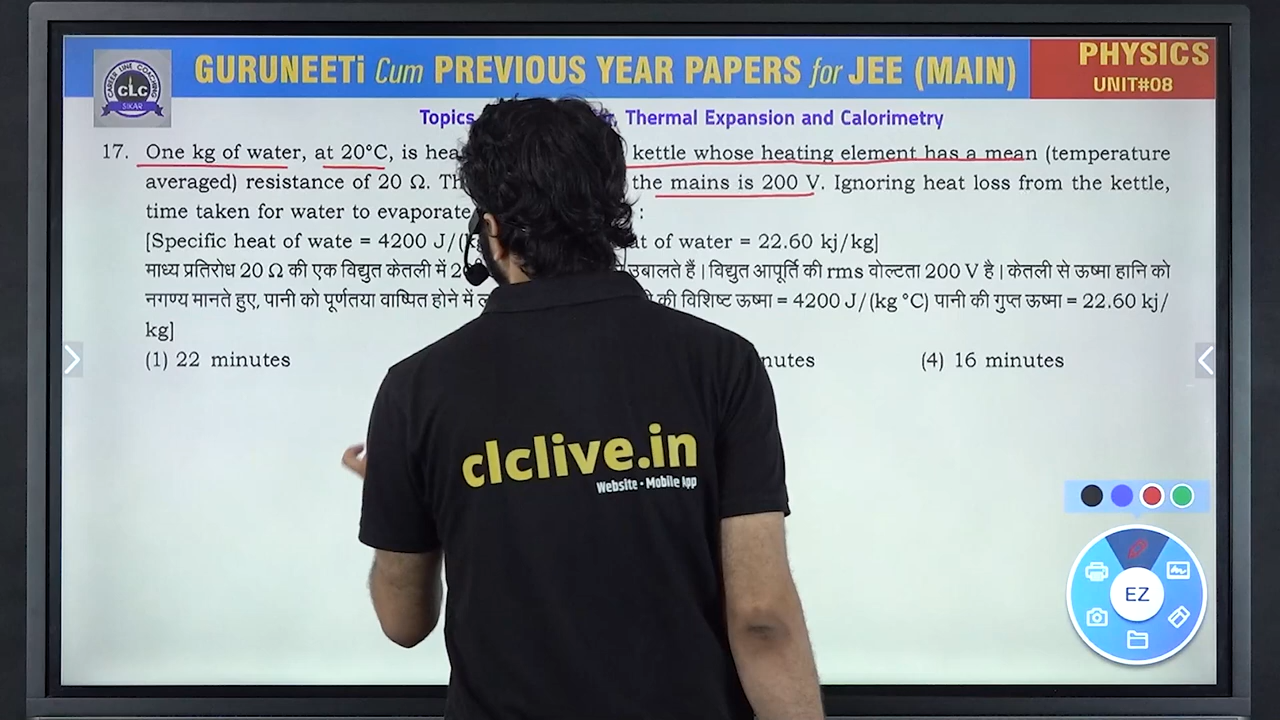 GURUNEETi Cum PREVIOUS YEAR PAPERS for JEE (MAIN)
PHYSICS
UNIT#08
CAREER LINE COACHING
CLC
SIKAR
Topics Thermal Expansion and Calorimetry
17. One kg of water, at 20°C, is kettle whose heating element has a mean (temperature
averaged) resistance of 20 Ω. the mains is 200 V. Ignoring heat loss from the kettle,
time taken for water to evaporate :
[Specific heat of wate = 4200 of water = 22.60 kj/kg]
माध्य प्रतिरोध 20 Ω की एक विद्युत केतली में उबालते हैं। विद्युत आपूर्ति की rms वोल्टता 200 V है। केतली से ऊष्मा हानि को
नगण्य मानते हुए, पानी को पूर्णतया वाष्पित होने में की विशिष्ट ऊष्मा = 4200 J/(kg °C) पानी की गुप्त ऊष्मा = 22.60 kj/
kg]
(1) 22 minutes (4) 16 minutes
clclive.in
Website - Mobile App
EZ